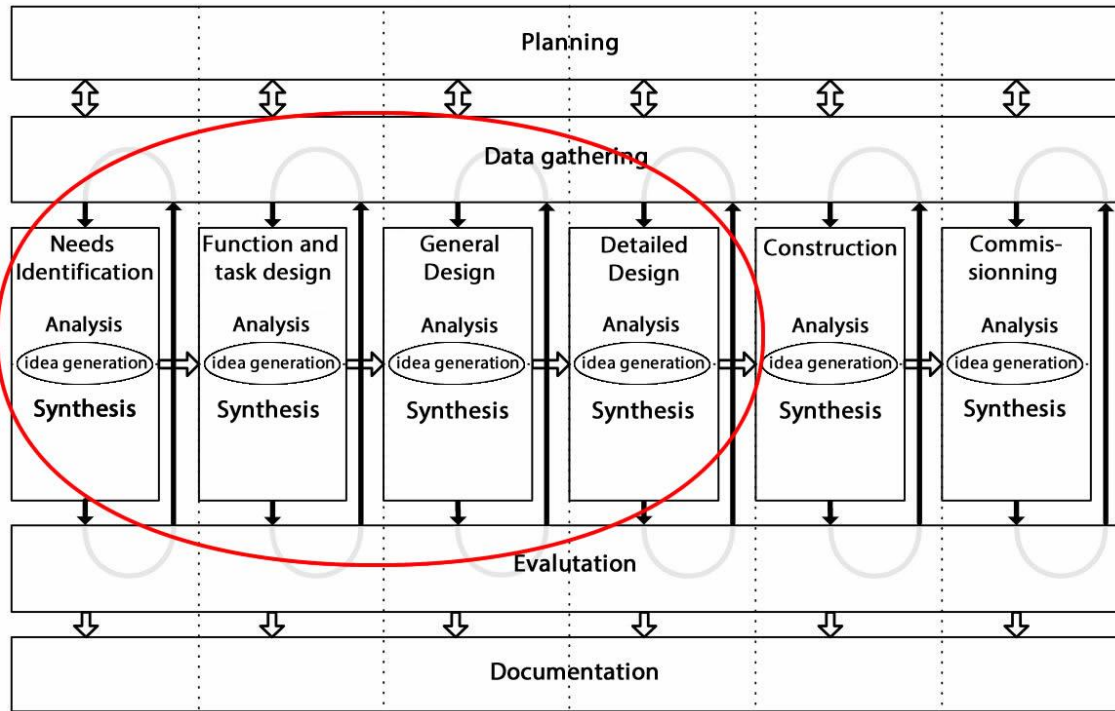 Planning
Data gathering
Needs
Identification
Analysis
idea generation
Synthesis
Function and
task design
Analysis
idea generation
Synthesis
General
Design
Analysis
idea generation
Synthesis
Detailed
Design
Analysis
idea generation
Synthesis
Construction
Analysis
idea generation
Synthesis
Commis-
sionning
Analysis
idea generation
Synthesis
Evalutation
Documentation